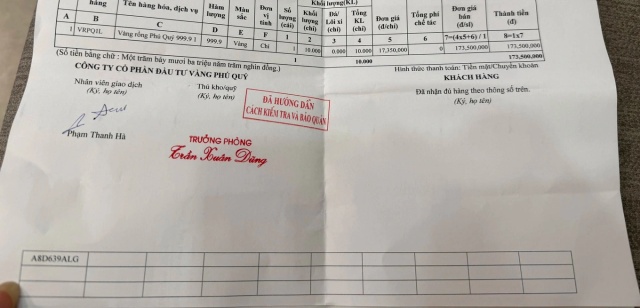 hàng Tên hàng hóa, dịch vụ Hàm lượng Màu sắc Đơn vị tính Số lượng (cái) Khối lượng(KL) Khối lượng (chỉ) Đá/ Lõi xi (chỉ) Tổng KL (chỉ) Đơn giá (đ/chỉ) Tổng phí chế tác Đơn giá bán (đ/sl) Thành tiền (đ)
A B C D E F 1 2 3 4 5 6 7=(4x5+6) / 1 8=1x7
1 VRPQ1L Vàng rồng Phú Quý 999.9 1 999.9 Vàng Chỉ 1 10.000 0.000 10.000 17,350,000 0 173,500,000 173,500,000
1 10.000 173,500,000
(Số tiền bằng chữ : Một trăm bảy mươi ba triệu năm trăm nghìn đồng.)
Hình thức thanh toán: Tiền mặt/Chuyển khoản
CÔNG TY CỔ PHẦN ĐẦU TƯ VÀNG PHÚ QUÝ
KHÁCH HÀNG
Nhân viên giao dịch Thủ kho/quỹ
Đã nhận đủ hàng theo thông số trên.
(Ký, họ tên) (Ký, họ tên)
(Ký, họ tên)
ĐÃ HƯỚNG DẪN
CÁCH KIỂM TRA VÀ BẢO QUẢN
Phạm Thanh Hà
TRƯỞNG PHÒNG
Trần Xuân Dũng
A8D639ALG